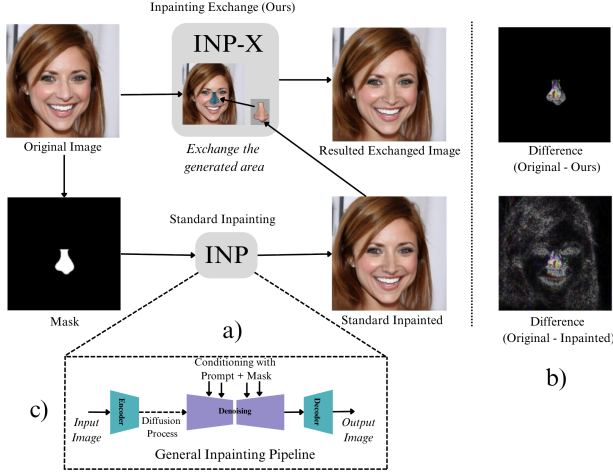 Inpainting Exchange (Ours)
INP-X
Original Image
Exchange the
generated area
Resulted Exchanged Image
Difference
(Original - Ours)
Standard Inpainting
INP
Mask
Standard Inpainted
Difference
(Original - Inpainted)
a)
b)
c)
Conditioning with
Prompt + Mask
Input
Image
Encoder
Diffusion
Process
Denoising
Decoder
Output
Image
General Inpainting Pipeline